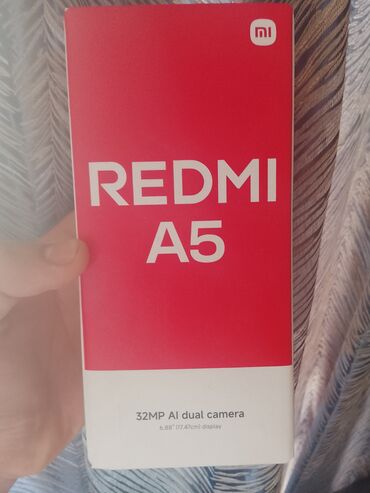 mi
REDMI
A5
32MP AI dual camera
6.88" (17.47cm) display